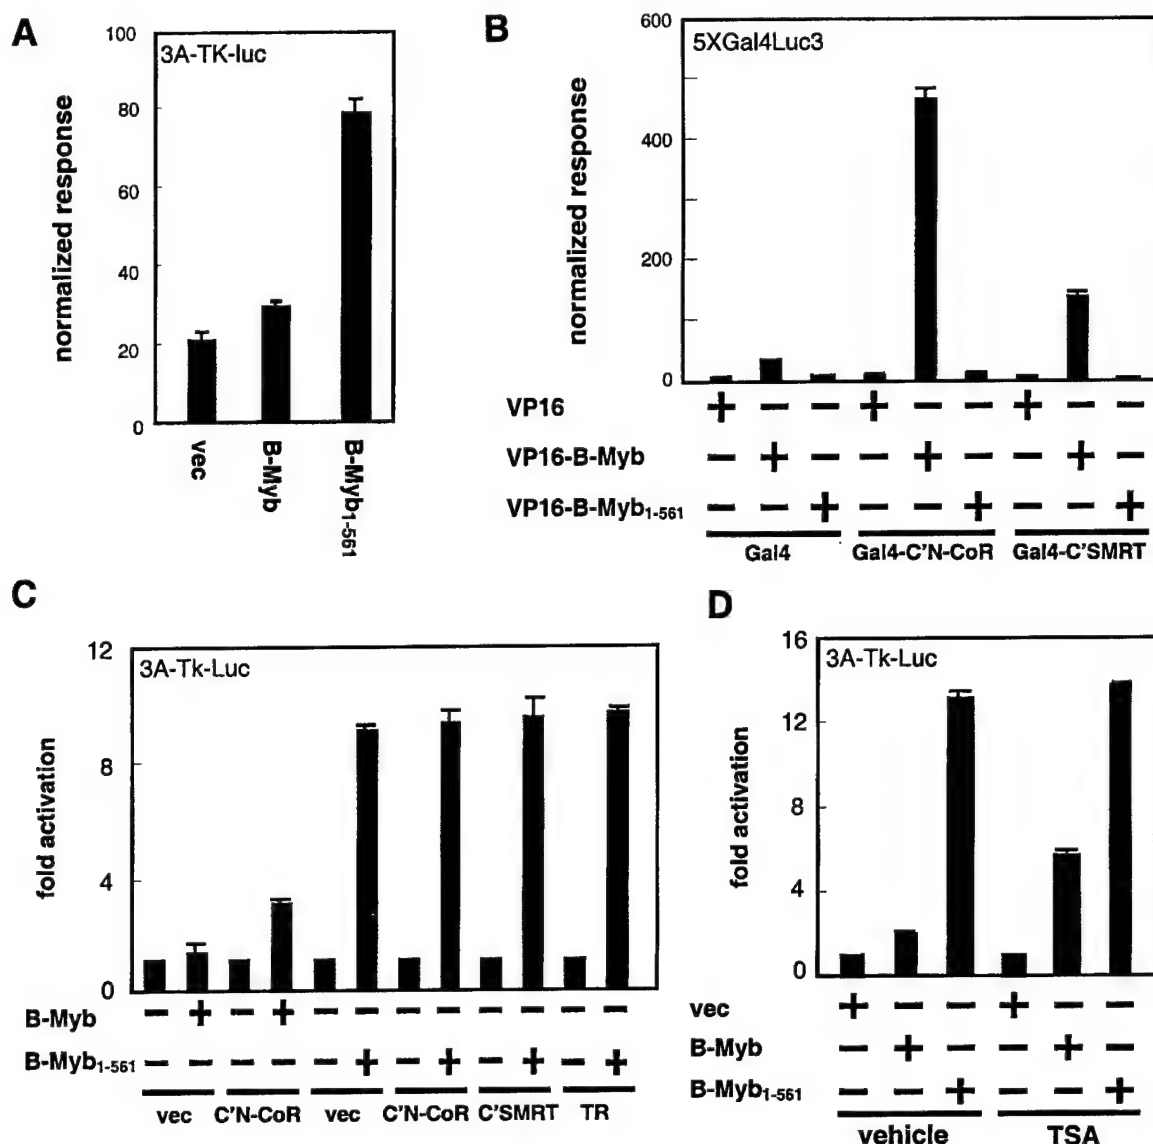 A
3A-TK-luc
normalized response
100
80
60
40
20
0
vec
B-Myb
B-Myb1-561
B
5XGal4Luc3
normalized response
600
400
200
0
VP16 + − − + − − + − −
VP16-B-Myb − + − − + − − + −
VP16-B-Myb1-561 − − + − − + − − +
Gal4 Gal4-C'N-CoR Gal4-C'SMRT
C
3A-Tk-Luc
fold activation
12
8
4
0
B-Myb − + − + − − − − − − − −
B-Myb1-561 − − − − − + − + − + − +
vec C'N-CoR vec C'N-CoR C'SMRT TR
D
3A-Tk-Luc
fold activation
16
12
8
4
0
vec + − − + − −
B-Myb − + − − + −
B-Myb1-561 − − + − − +
vehicle TSA